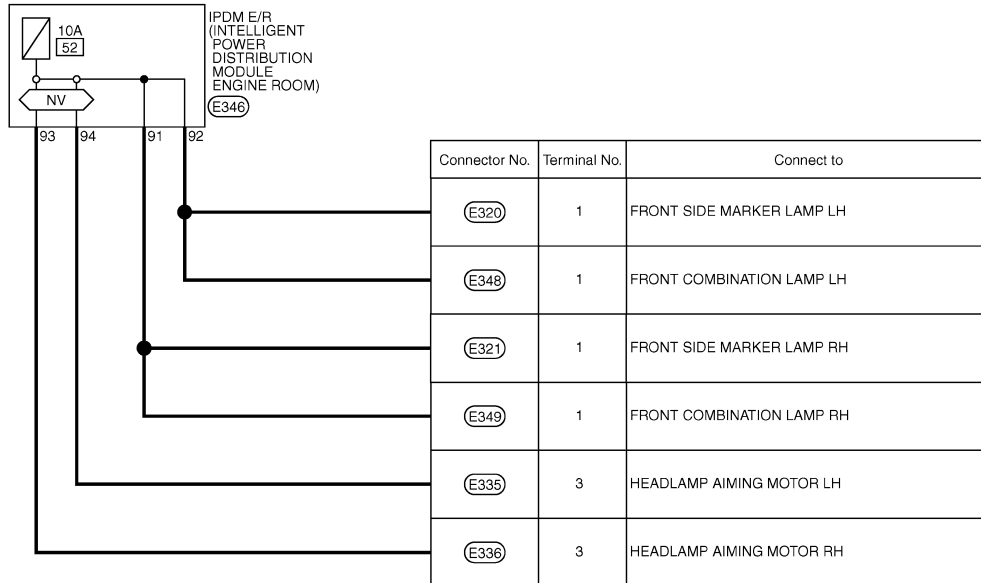 10A
52
IPDM E/R
(INTELLIGENT
POWER
DISTRIBUTION
MODULE
ENGINE ROOM)
E346
NV
93 94 91 92
Connector No. Terminal No. Connect to
E320 1 FRONT SIDE MARKER LAMP LH
E348 1 FRONT COMBINATION LAMP LH
E321 1 FRONT SIDE MARKER LAMP RH
E349 1 FRONT COMBINATION LAMP RH
E335 3 HEADLAMP AIMING MOTOR LH
E336 3 HEADLAMP AIMING MOTOR RH